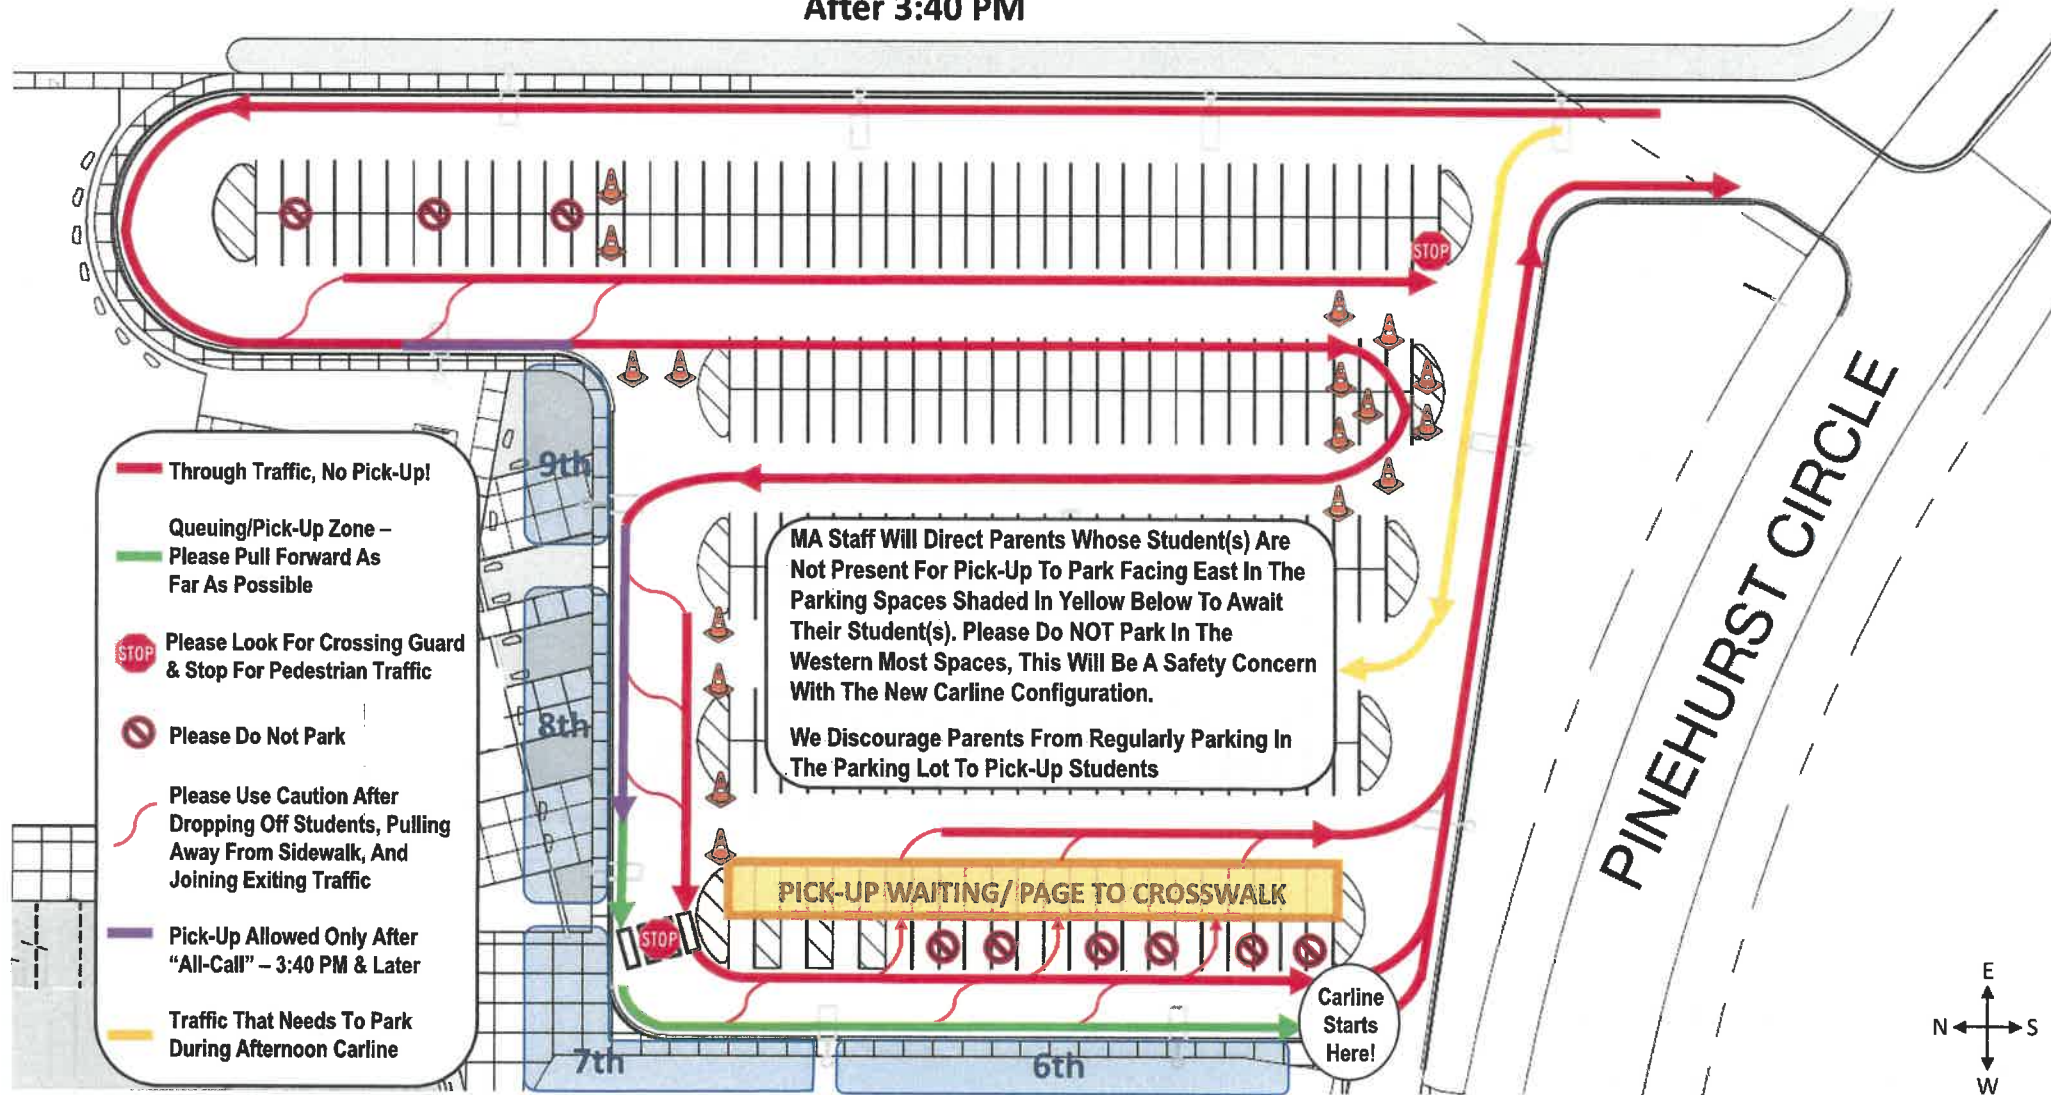 After 3:40 PM
STOP
9th
8th
7th
6th
Through Traffic, No Pick-Up!
Queuing/Pick-Up Zone –
Please Pull Forward As
Far As Possible
STOP
Please Look For Crossing Guard
& Stop For Pedestrian Traffic
Please Do Not Park
Please Use Caution After
Dropping Off Students, Pulling
Away From Sidewalk, And
Joining Exiting Traffic
Pick-Up Allowed Only After
“All-Call” – 3:40 PM & Later
Traffic That Needs To Park
During Afternoon Carline
MA Staff Will Direct Parents Whose Student(s) Are
Not Present For Pick-Up To Park Facing East In The
Parking Spaces Shaded In Yellow Below To Await
Their Student(s). Please Do NOT Park In The
Western Most Spaces, This Will Be A Safety Concern
With The New Carline Configuration.
We Discourage Parents From Regularly Parking In
The Parking Lot To Pick-Up Students
PICK-UP WAITING/ PAGE TO CROSSWALK
STOP
Carline
Starts
Here!
PINEHURST CIRCLE
E
N S
W